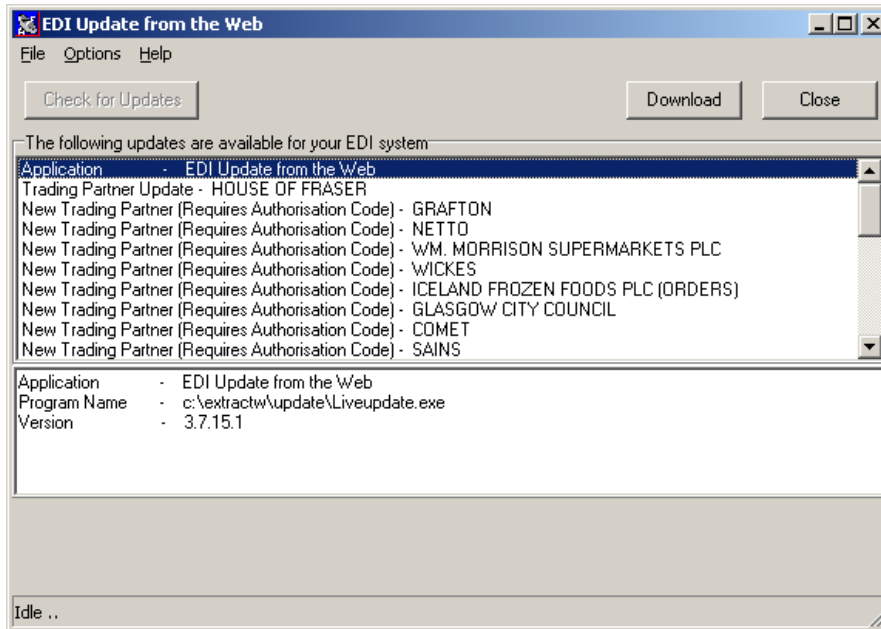 EDI Update from the Web
File Options Help
Check for Updates Download Close
The following updates are available for your EDI system
Application - EDI Update from the Web
Trading Partner Update - HOUSE OF FRASER
New Trading Partner (Requires Authorisation Code) - GRAFTON
New Trading Partner (Requires Authorisation Code) - NETTO
New Trading Partner (Requires Authorisation Code) - WM. MORRISON SUPERMARKETS PLC
New Trading Partner (Requires Authorisation Code) - WICKES
New Trading Partner (Requires Authorisation Code) - ICELAND FROZEN FOODS PLC (ORDERS)
New Trading Partner (Requires Authorisation Code) - GLASGOW CITY COUNCIL
New Trading Partner (Requires Authorisation Code) - COMET
New Trading Partner (Requires Authorisation Code) - SAINS
Application - EDI Update from the Web
Program Name - c:\extractw\update\Liveupdate.exe
Version - 3.7.15.1
Idle ..